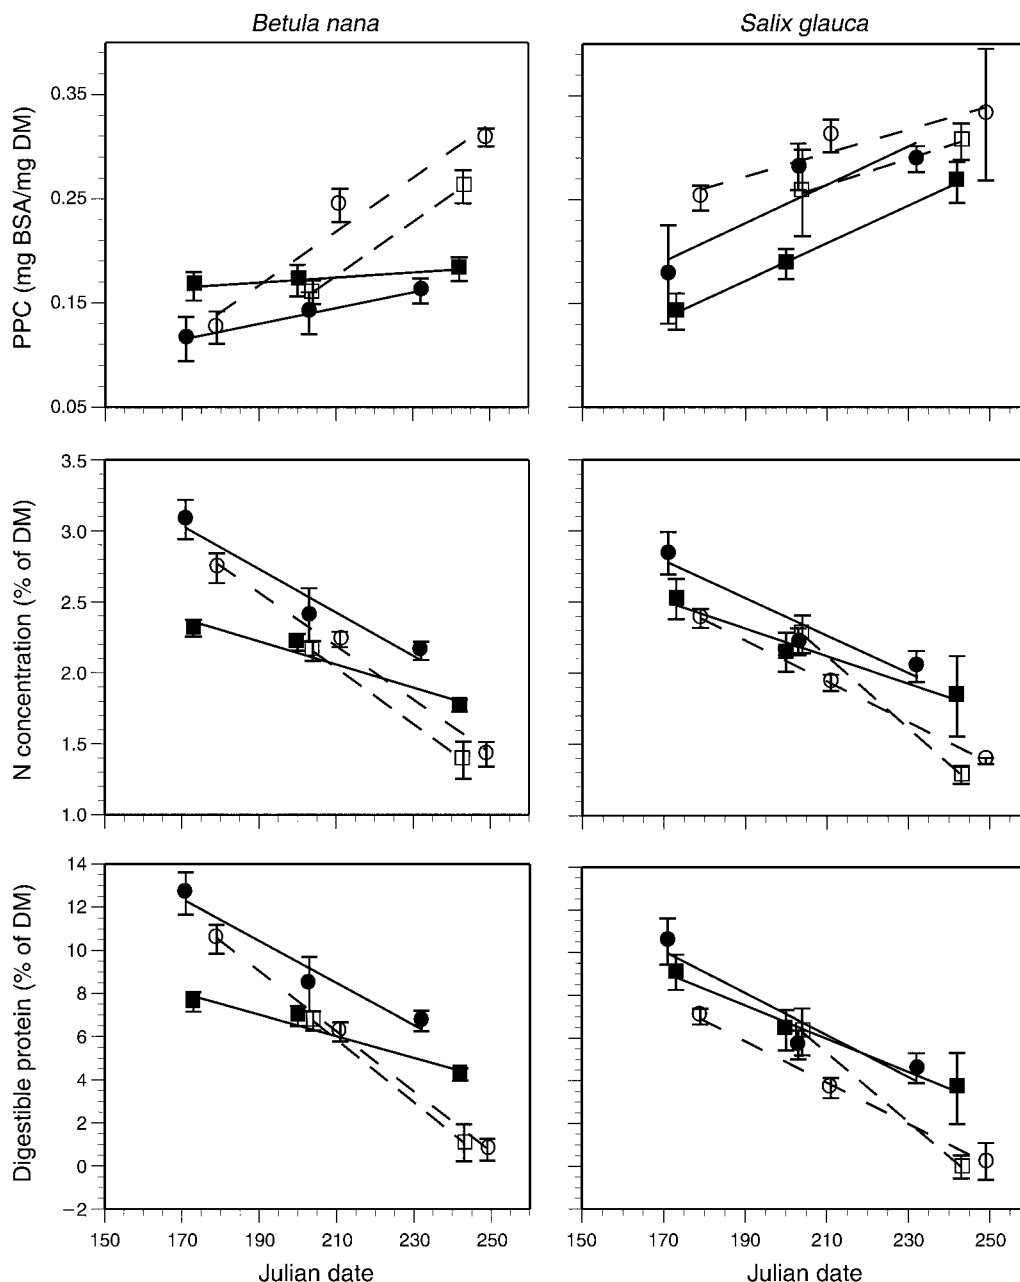 Betula nana
Salix glauca
PPC (mg BSA/mg DM)
0.35
0.25
0.15
0.05
N concentration (% of DM)
3.5
3.0
2.5
2.0
1.5
1.0
Digestible protein (% of DM)
14
12
10
8
6
4
2
0
−2
150 170 190 210 230 250
150 170 190 210 230 250
Julian date
Julian date